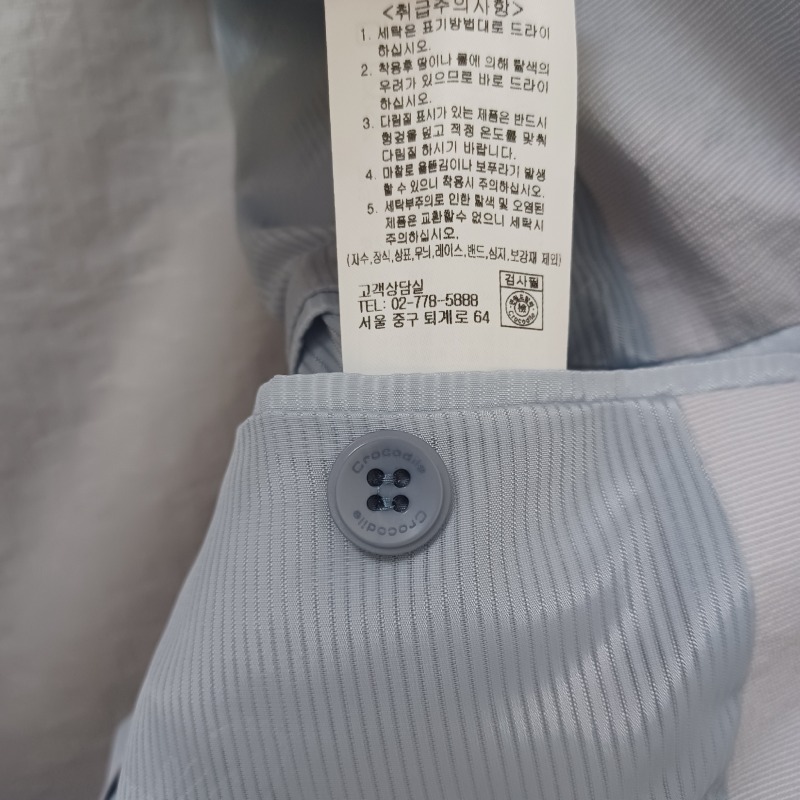 <취급주의사항>
1. 세탁은 표기방법대로 드라이
하십시오.
2. 착용후 땀이나 물에 의해 탈색의
우려가 있으므로 바로 드라이
하십시오.
3. 다림질 표시가 있는 제품은 반드시
헝겊을 덮고 적정 온도를 맞춰
다림질 하시기 바랍니다.
4. 마찰로 올뜯김이나 보푸라기 발생
할 수 있으니 착용시 주의하십시오.
5. 세탁부주의로 인한 탈색 및 오염된
제품은 교환할수 없으니 세탁시
주의하십시오.
(자수,장식,상표,무늬,레이스,밴드,심지,보강재 제외)
고객상담실
TEL: 02-778-5888
서울 중구 퇴계로 64
검사필
Crocodile
Crocodile
Crocodile